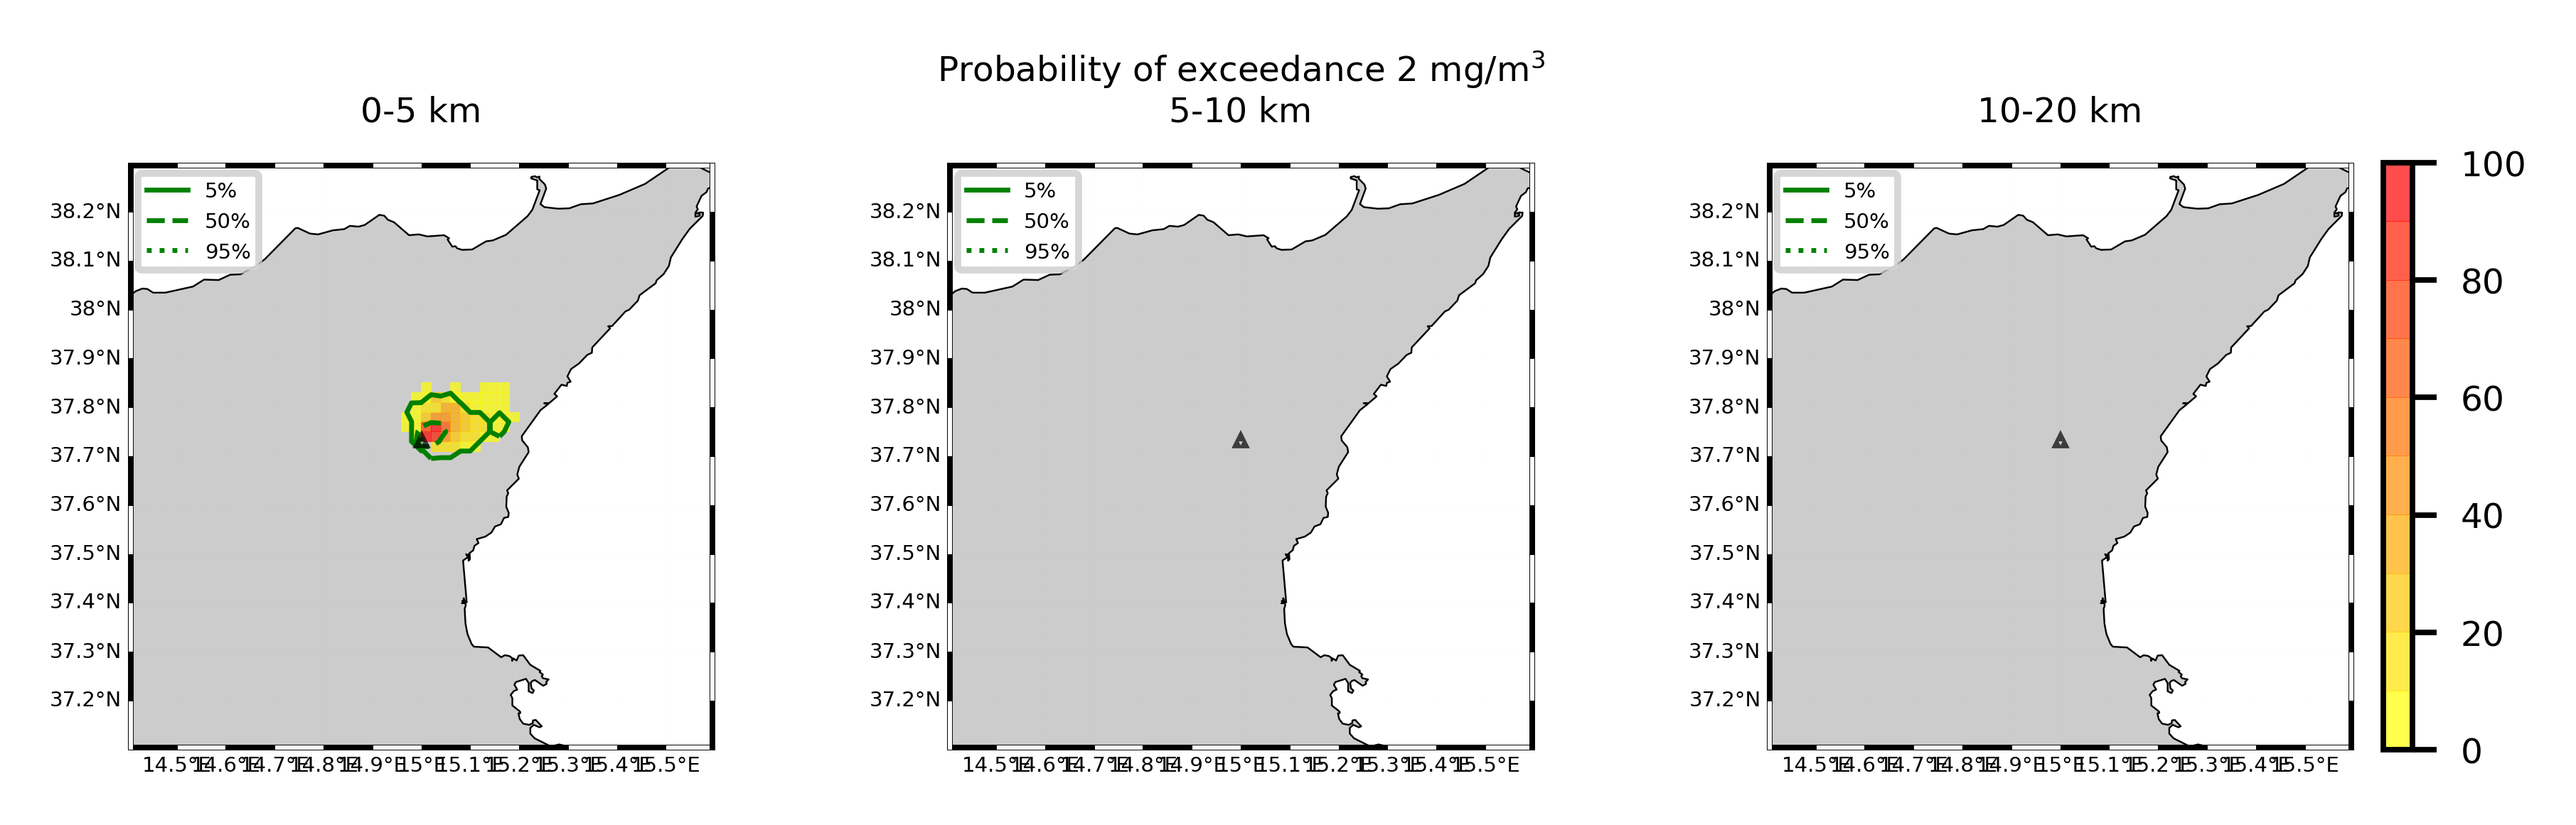 Probability of exceedance 2 mg/m³
0-5 km
5-10 km
10-20 km
5%
50%
95%
38.2°N
38.1°N
38°N
37.9°N
37.8°N
37.7°N
37.6°N
37.5°N
37.4°N
37.3°N
37.2°N
14.5°E 14.6°E 14.7°E 14.8°E 14.9°E 15°E 15.1°E 15.2°E 15.3°E 15.4°E 15.5°E
5%
50%
95%
38.2°N
38.1°N
38°N
37.9°N
37.8°N
37.7°N
37.6°N
37.5°N
37.4°N
37.3°N
37.2°N
14.5°E 14.6°E 14.7°E 14.8°E 14.9°E 15°E 15.1°E 15.2°E 15.3°E 15.4°E 15.5°E
5%
50%
95%
38.2°N
38.1°N
38°N
37.9°N
37.8°N
37.7°N
37.6°N
37.5°N
37.4°N
37.3°N
37.2°N
14.5°E 14.6°E 14.7°E 14.8°E 14.9°E 15°E 15.1°E 15.2°E 15.3°E 15.4°E 15.5°E
100
80
60
40
20
0